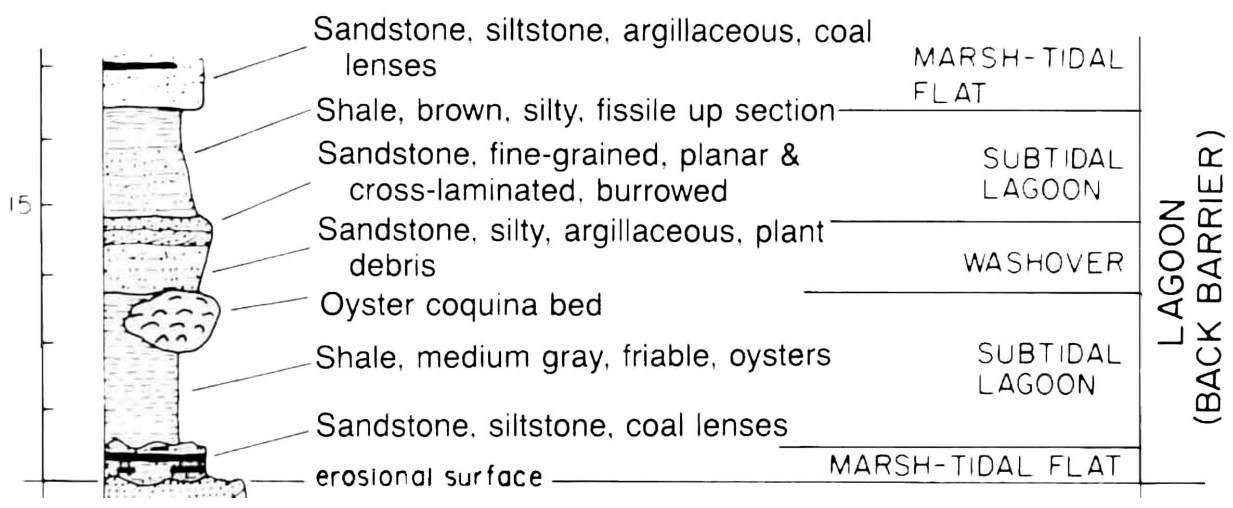 Sandstone, siltstone, argillaceous, coal
lenses
MARSH-TIDAL
FLAT
Shale, brown, silty, fissile up section
Sandstone, fine-grained, planar &
cross-laminated, burrowed
SUBTIDAL
LAGOON
15
Sandstone, silty, argillaceous, plant
debris
WASHOVER
Oyster coquina bed
Shale, medium gray, friable, oysters
SUBTIDAL
LAGOON
Sandstone, siltstone, coal lenses
MARSH-TIDAL FLAT
erosional surface
LAGOON
(BACK BARRIER)